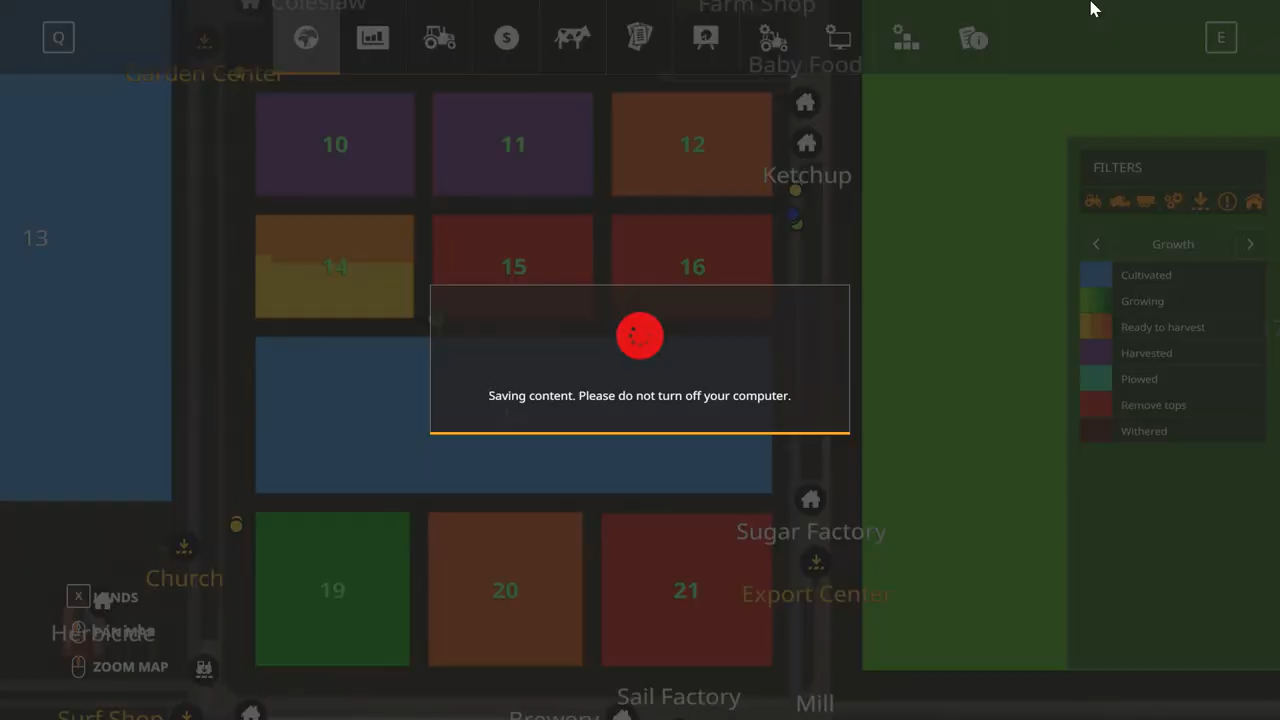 Coleslaw
Farm Shop
Q
E
Garden Center
Baby Food
10
11
12
Ketchup
FILTERS
13
14
15
16
Growth
Cultivated
Growing
Ready to harvest
Harvested
Plowed
Remove tops
Withered
Saving content. Please do not turn off your computer.
Sugar Factory
Church
19
20
21
Export Center
X
Herbicide
ZOOM MAP
Sail Factory
Mill
Surf Shop
Brewery